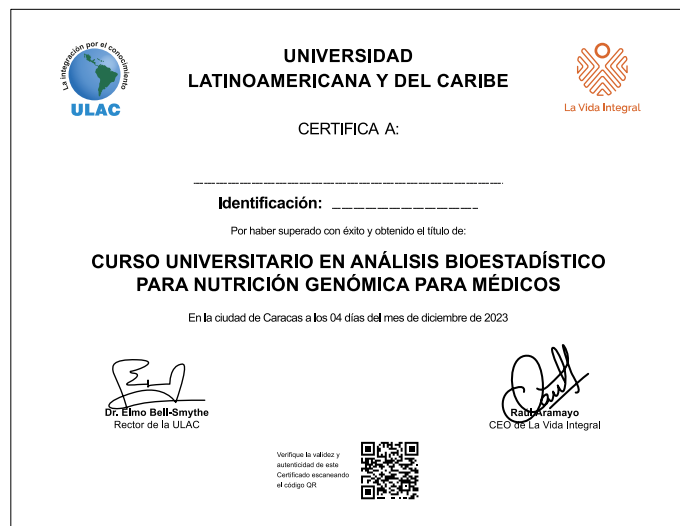 La integración por el conocimiento
ULAC
UNIVERSIDAD
LATINOAMERICANA Y DEL CARIBE
La Vida Integral
CERTIFICA A:
Identificación:
Por haber superado con éxito y obtenido el título de:
CURSO UNIVERSITARIO EN ANÁLISIS BIOESTADÍSTICO
PARA NUTRICIÓN GENÓMICA PARA MÉDICOS
En la ciudad de Caracas a los 04 días del mes de diciembre de 2023
Dr. Elmo Bell-Smythe
Rector de la ULAC
Raúl Aramayo
CEO de La Vida Integral
Verifique la validez y
autenticidad de este
Certificado escaneando
el código QR